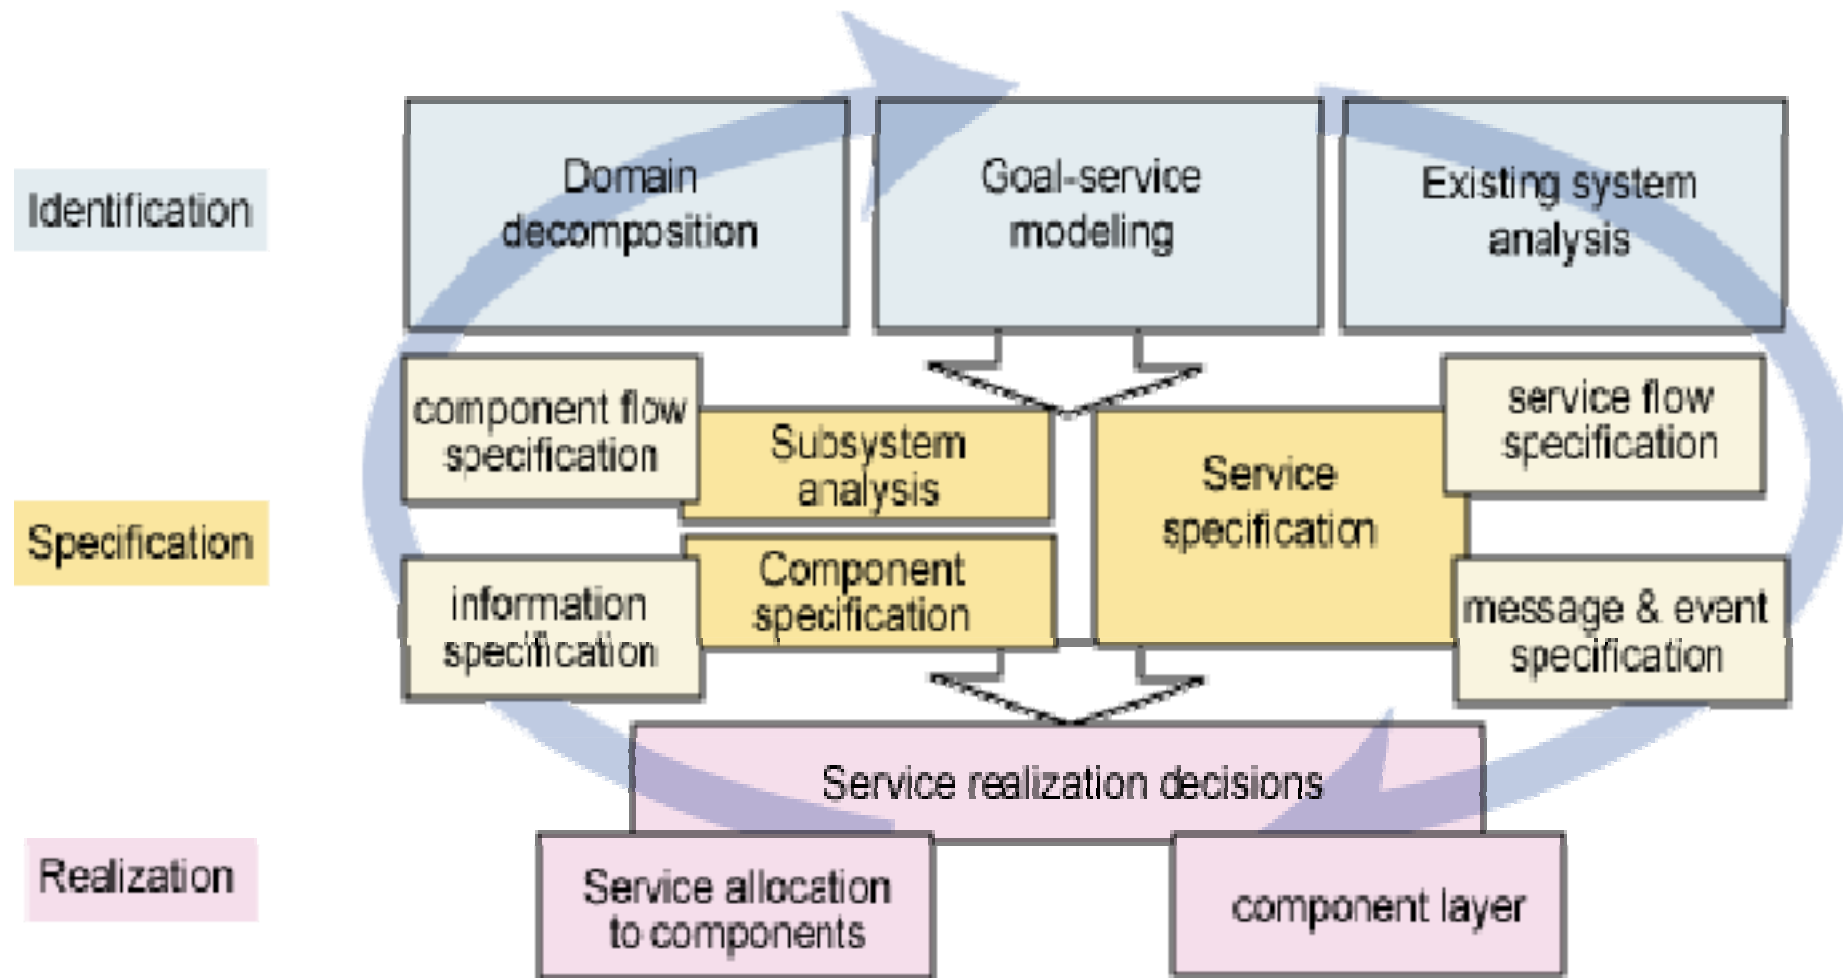 Identification
Domain
decomposition
Goal-service
modeling
Existing system
analysis
Specification
component flow
specification
Subsystem
analysis
Service
specification
service flow
specification
information
specification
Component
specification
message & event
specification
Realization
Service realization decisions
Service allocation
to components
component layer